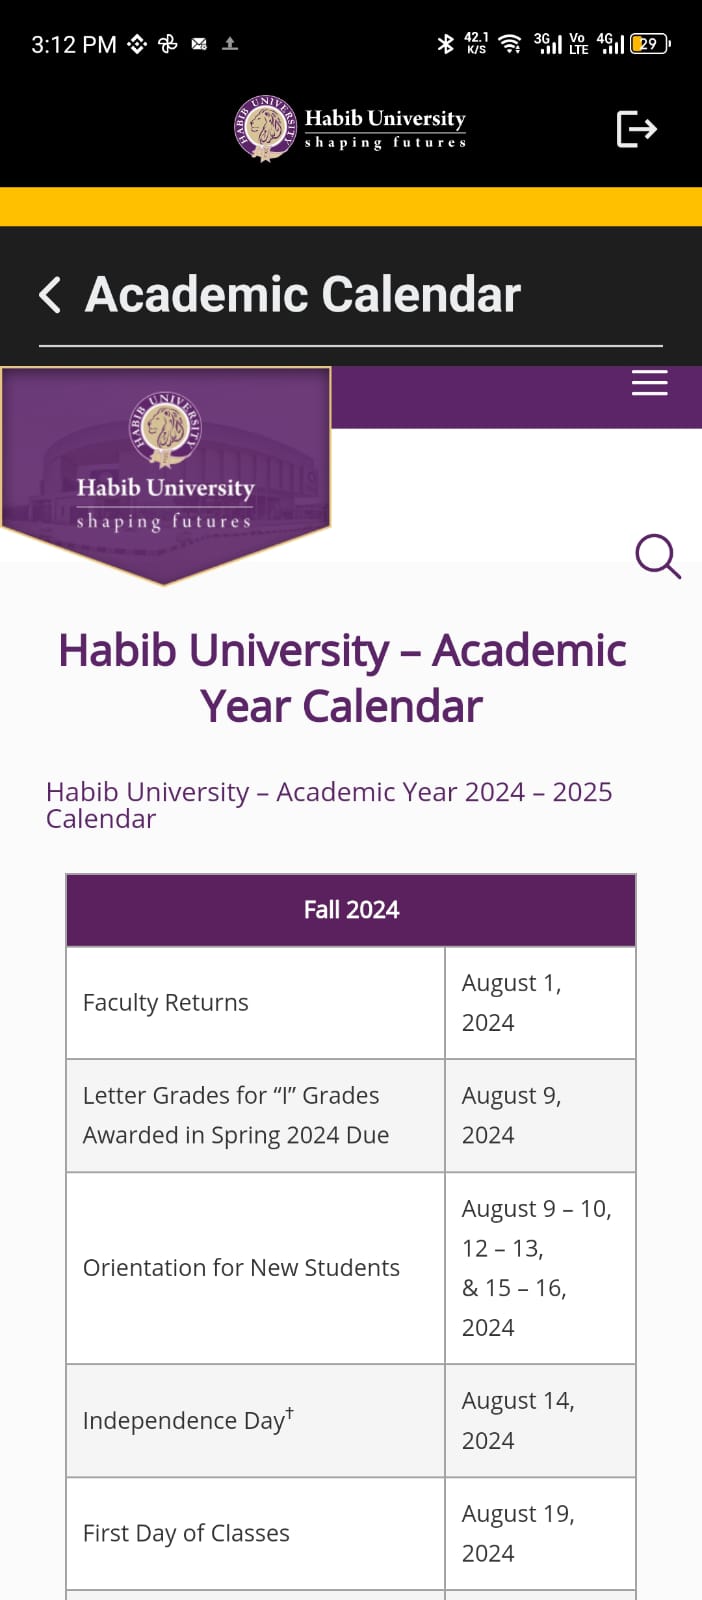 3:12 PM 42.1 K/S 3G Vo LTE 4G 29
Habib University
shaping futures
Academic Calendar
HABIB UNIVERSITY
Habib University
shaping futures
Habib University – Academic
Year Calendar
Habib University – Academic Year 2024 – 2025
Calendar
Fall 2024
Faculty Returns
August 1,
2024
Letter Grades for “I” Grades
Awarded in Spring 2024 Due
August 9,
2024
Orientation for New Students
August 9 – 10,
12 – 13,
& 15 – 16,
2024
Independence Day†
August 14,
2024
First Day of Classes
August 19,
2024